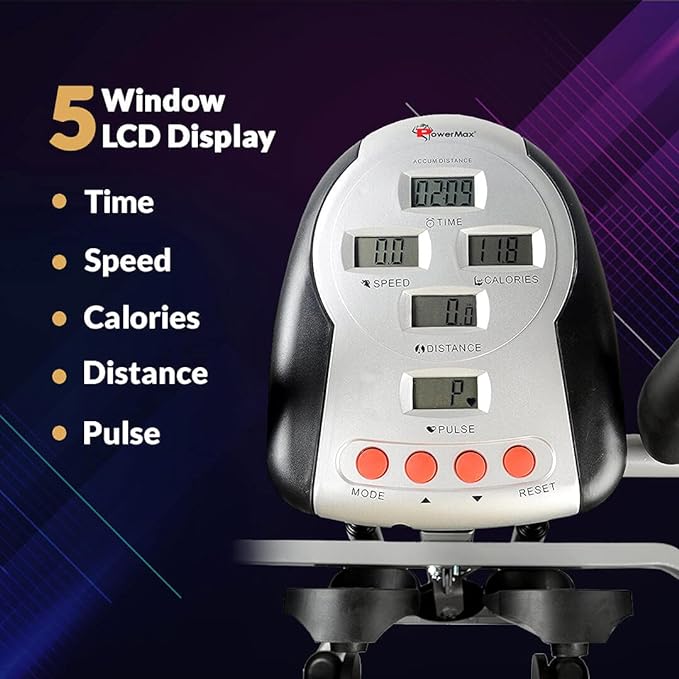 5 Window
LCD Display
Time
Speed
Calories
Distance
Pulse
PowerMax®
ACCUM DISTANCE
02:09
TIME
0.0
11.8
SPEED
CALORIES
0.0
DISTANCE
P
PULSE
MODE
RESET